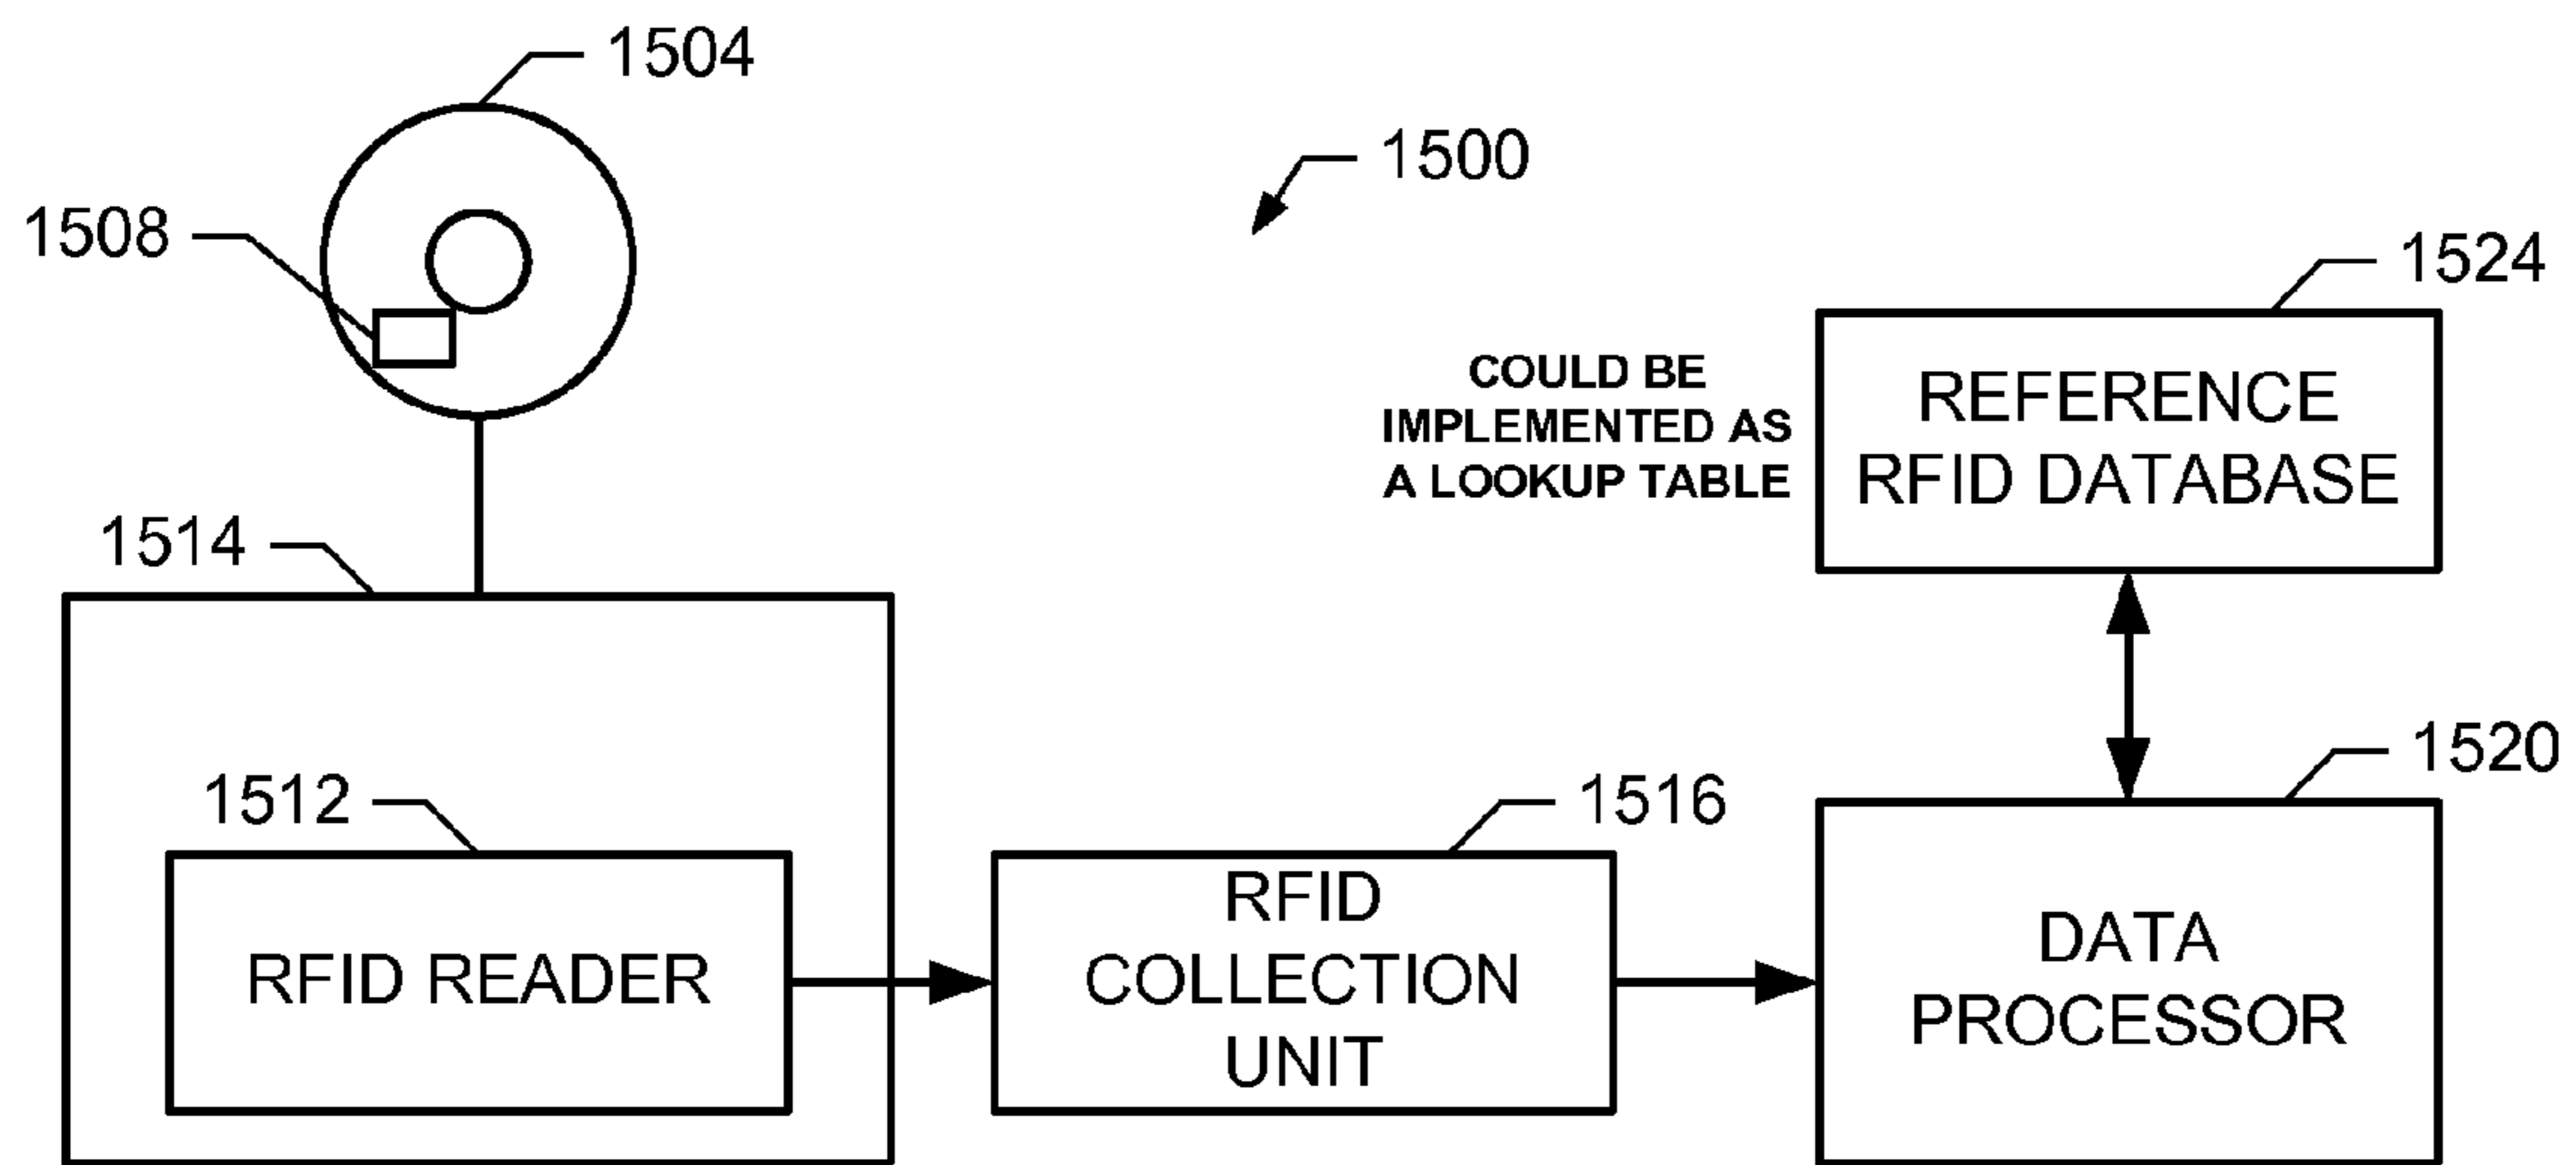 1504
1500
1508
1524
COULD BE
IMPLEMENTED AS
A LOOKUP TABLE
REFERENCE
RFID DATABASE
1514
1520
1512
1516
RFID READER
RFID
COLLECTION
UNIT
DATA
PROCESSOR